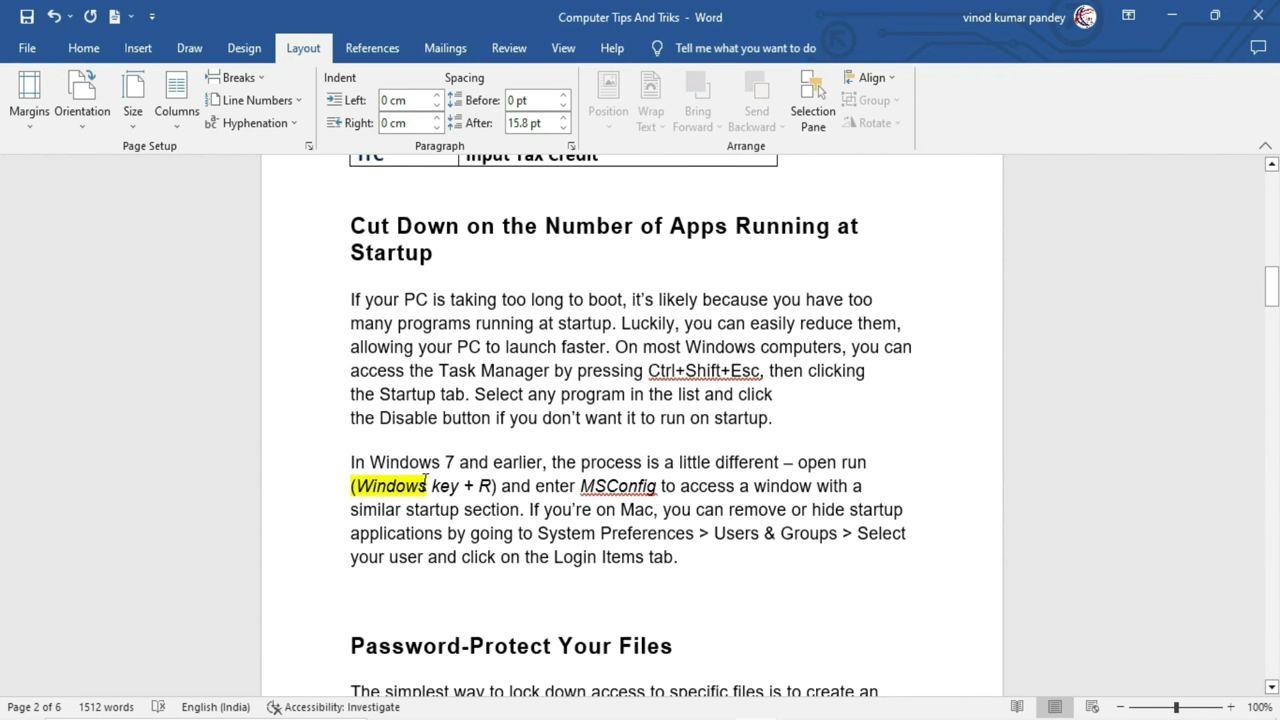 Computer Tips And Triks - Word
vinod kumar pandey
File Home Insert Draw Design Layout References Mailings Review View Help Tell me what you want to do
Margins
Orientation
Size
Columns
Breaks
Line Numbers
Hyphenation
Page Setup
Indent
Left: 0 cm
Right: 0 cm
Spacing
Before: 0 pt
After: 15.8 pt
Paragraph
Position
Wrap
Text
Bring
Forward
Send
Backward
Selection
Pane
Align
Group
Rotate
Arrange
ITC Input Tax Credit
Cut Down on the Number of Apps Running at
Startup
If your PC is taking too long to boot, it’s likely because you have too
many programs running at startup. Luckily, you can easily reduce them,
allowing your PC to launch faster. On most Windows computers, you can
access the Task Manager by pressing Ctrl+Shift+Esc, then clicking
the Startup tab. Select any program in the list and click
the Disable button if you don’t want it to run on startup.
In Windows 7 and earlier, the process is a little different – open run
(Windows key + R) and enter MSConfig to access a window with a
similar startup section. If you’re on Mac, you can remove or hide startup
applications by going to System Preferences > Users & Groups > Select
your user and click on the Login Items tab.
Password-Protect Your Files
The simplest way to lock down access to specific files is to create an
Page 2 of 6 1512 words English (India) Accessibility: Investigate 100%